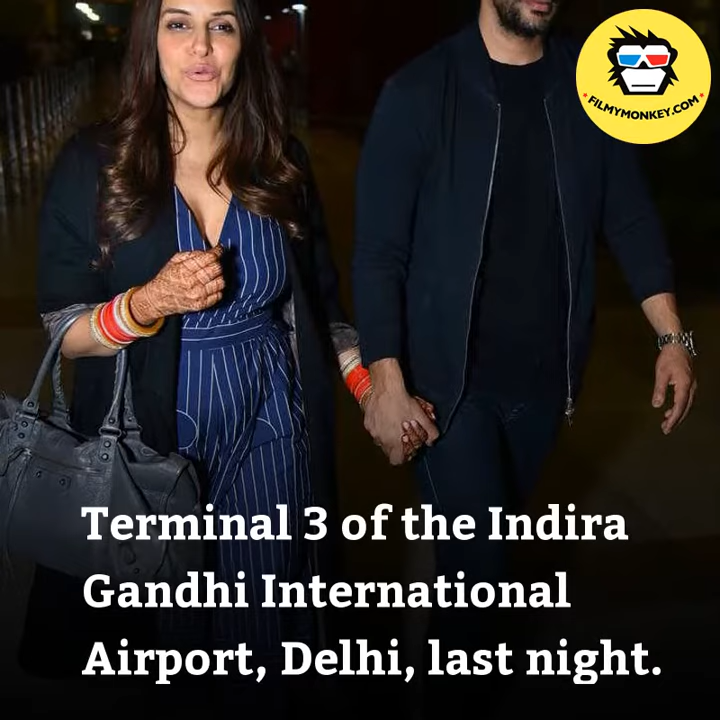 FILMYMONKEY.COM
Terminal 3 of the Indira
Gandhi International
Airport, Delhi, last night.